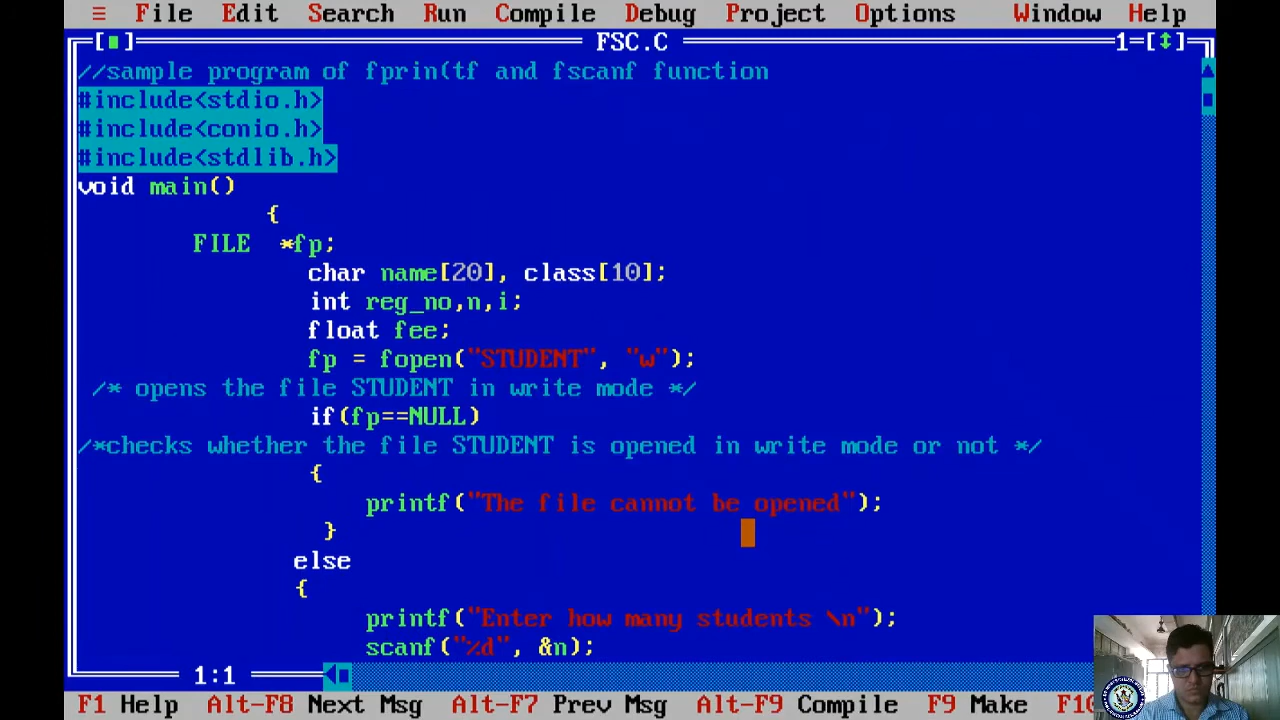 ≡ File Edit Search Run Compile Debug Project Options Window Help
[■] FSC.C 1=[↕]
//sample program of fprin(tf and fscanf function
#include<stdio.h>
#include<conio.h>
#include<stdlib.h>
void main()
{
FILE *fp;
char name[20], class[10];
int reg_no,n,i;
float fee;
fp = fopen("STUDENT", "w");
/* opens the file STUDENT in write mode */
if(fp==NULL)
/*checks whether the file STUDENT is opened in write mode or not */
{
printf("The file cannot be opened");
}
else
{
printf("Enter how many students \n");
scanf("%d", &n);
1:1
F1 Help Alt-F8 Next Msg Alt-F7 Prev Msg Alt-F9 Compile F9 Make F10